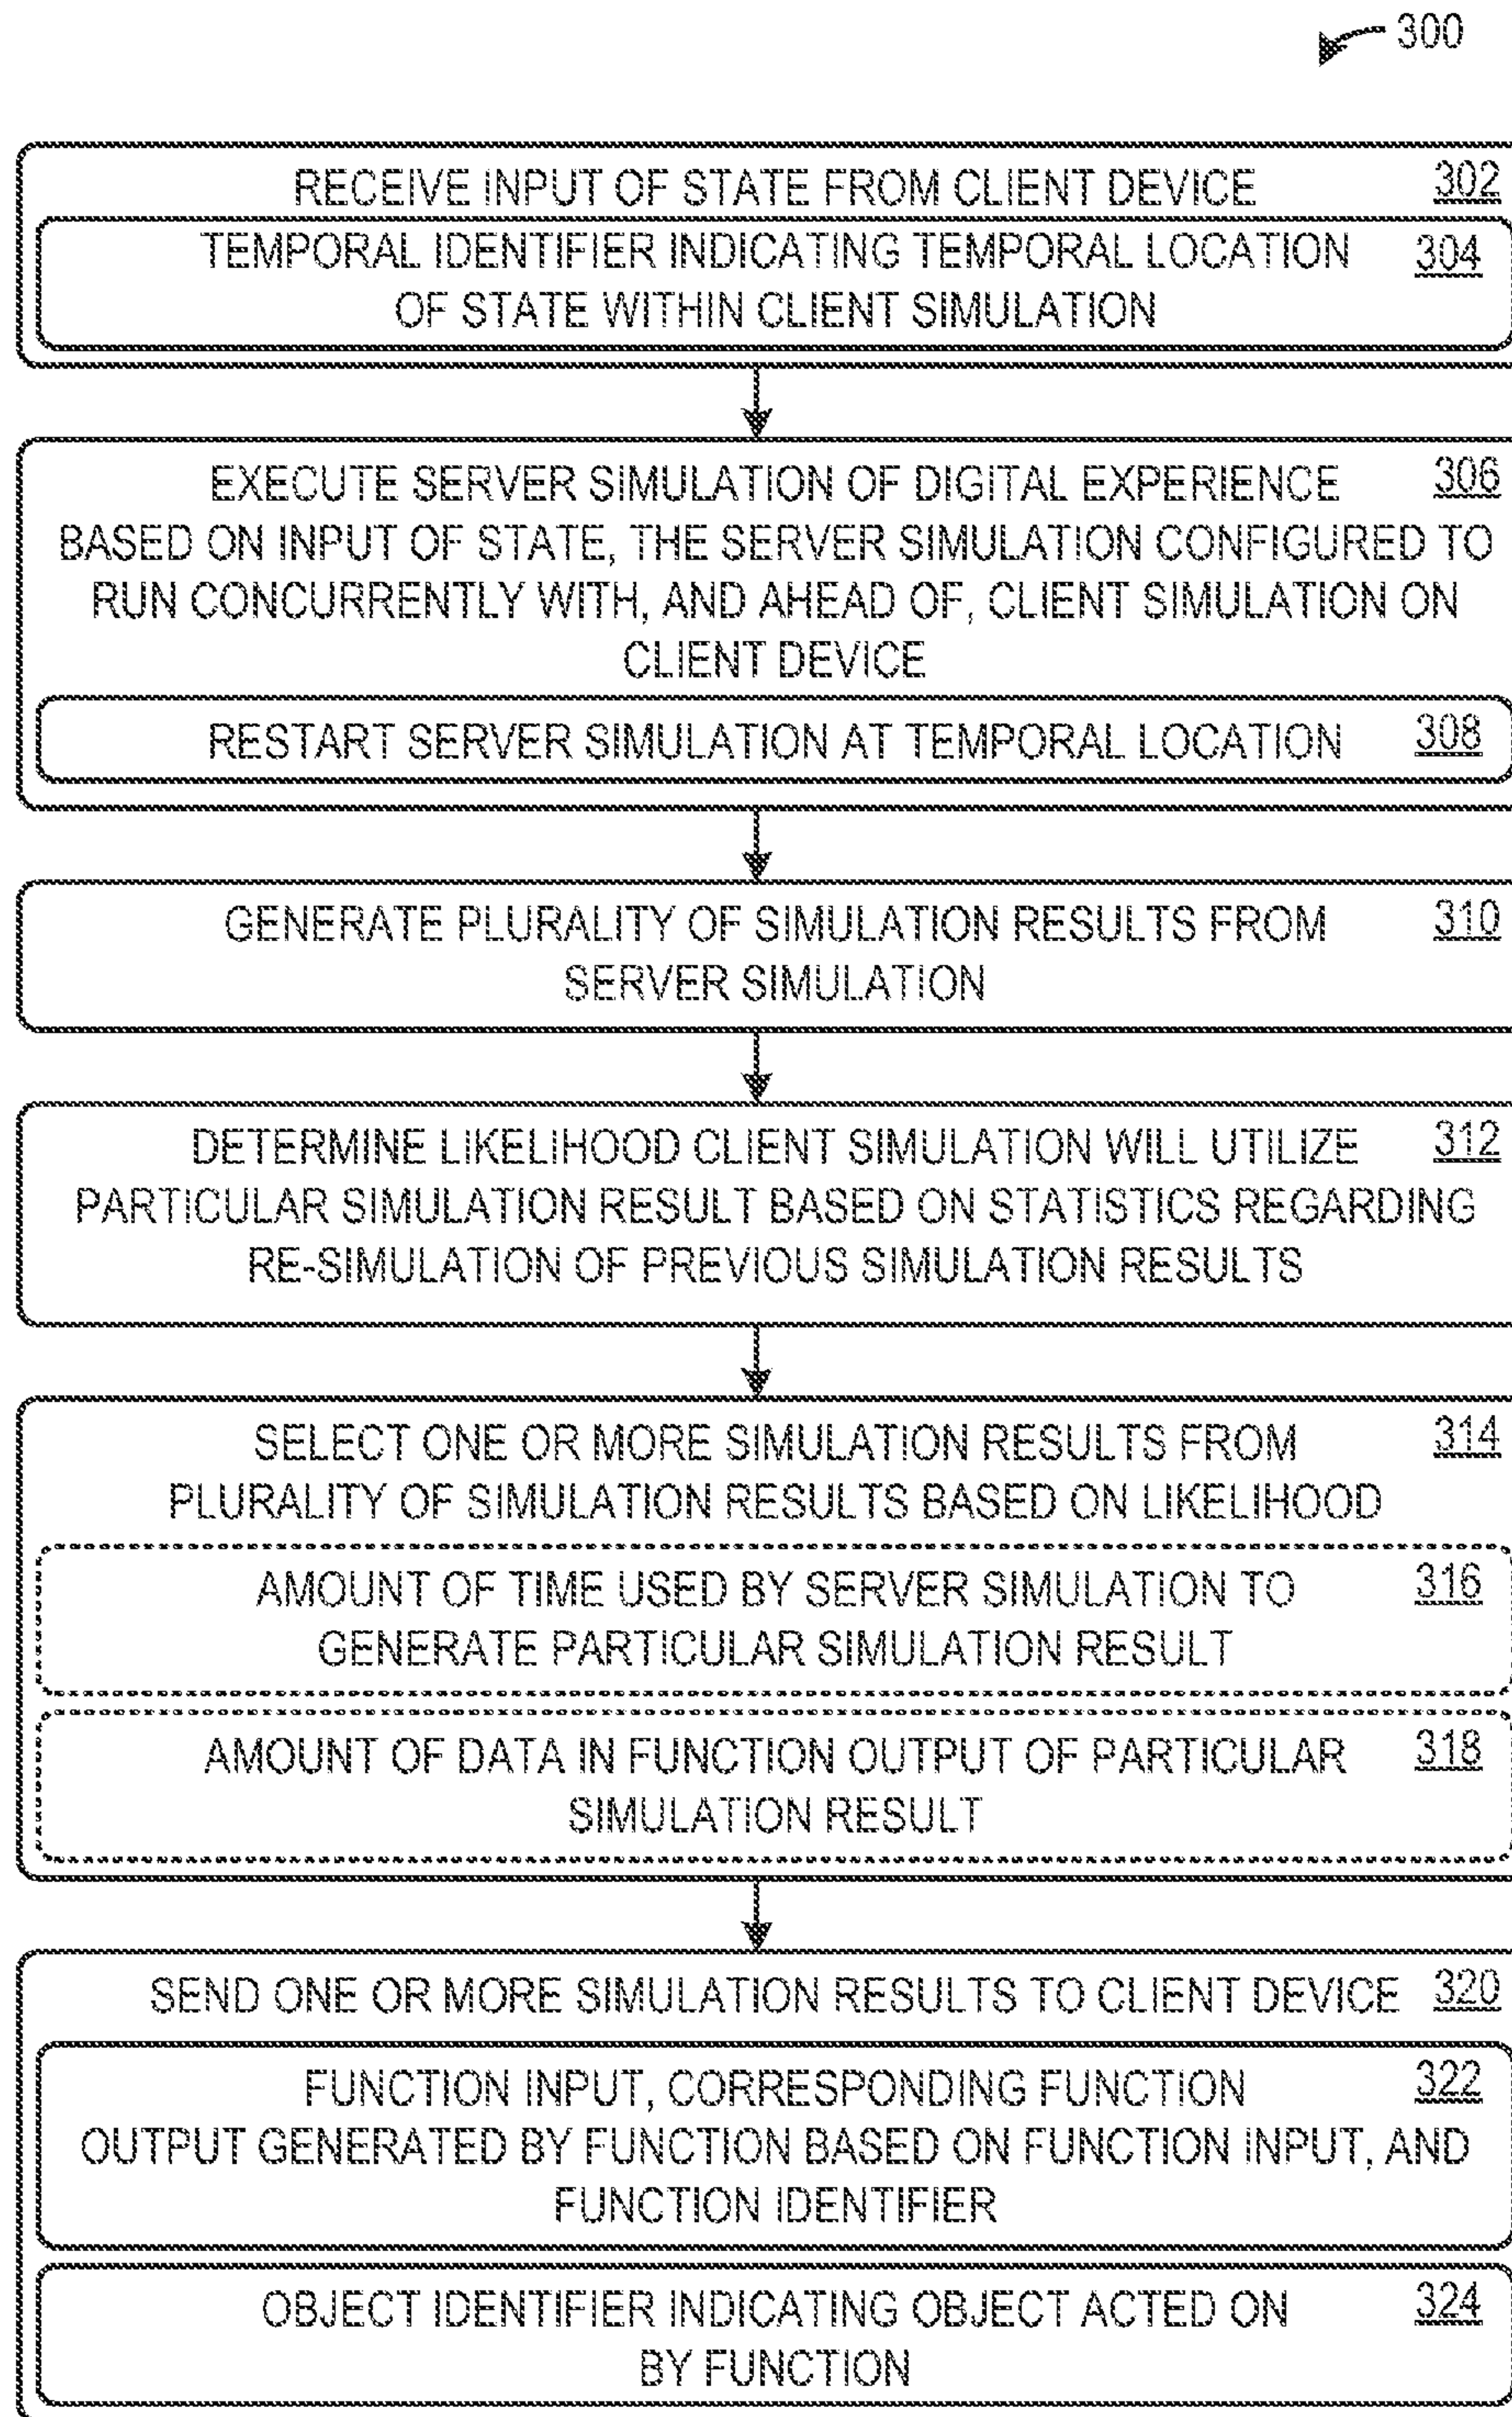 300
RECEIVE INPUT OF STATE FROM CLIENT DEVICE 302
TEMPORAL IDENTIFIER INDICATING TEMPORAL LOCATION 304
OF STATE WITHIN CLIENT SIMULATION
EXECUTE SERVER SIMULATION OF DIGITAL EXPERIENCE 306
BASED ON INPUT OF STATE, THE SERVER SIMULATION CONFIGURED TO
RUN CONCURRENTLY WITH, AND AHEAD OF, CLIENT SIMULATION ON
CLIENT DEVICE
RESTART SERVER SIMULATION AT TEMPORAL LOCATION 308
GENERATE PLURALITY OF SIMULATION RESULTS FROM 310
SERVER SIMULATION
DETERMINE LIKELIHOOD CLIENT SIMULATION WILL UTILIZE 312
PARTICULAR SIMULATION RESULT BASED ON STATISTICS REGARDING
RE-SIMULATION OF PREVIOUS SIMULATION RESULTS
SELECT ONE OR MORE SIMULATION RESULTS FROM 314
PLURALITY OF SIMULATION RESULTS BASED ON LIKELIHOOD
AMOUNT OF TIME USED BY SERVER SIMULATION TO 316
GENERATE PARTICULAR SIMULATION RESULT
AMOUNT OF DATA IN FUNCTION OUTPUT OF PARTICULAR 318
SIMULATION RESULT
SEND ONE OR MORE SIMULATION RESULTS TO CLIENT DEVICE 320
FUNCTION INPUT, CORRESPONDING FUNCTION 322
OUTPUT GENERATED BY FUNCTION BASED ON FUNCTION INPUT, AND
FUNCTION IDENTIFIER
OBJECT IDENTIFIER INDICATING OBJECT ACTED ON 324
BY FUNCTION